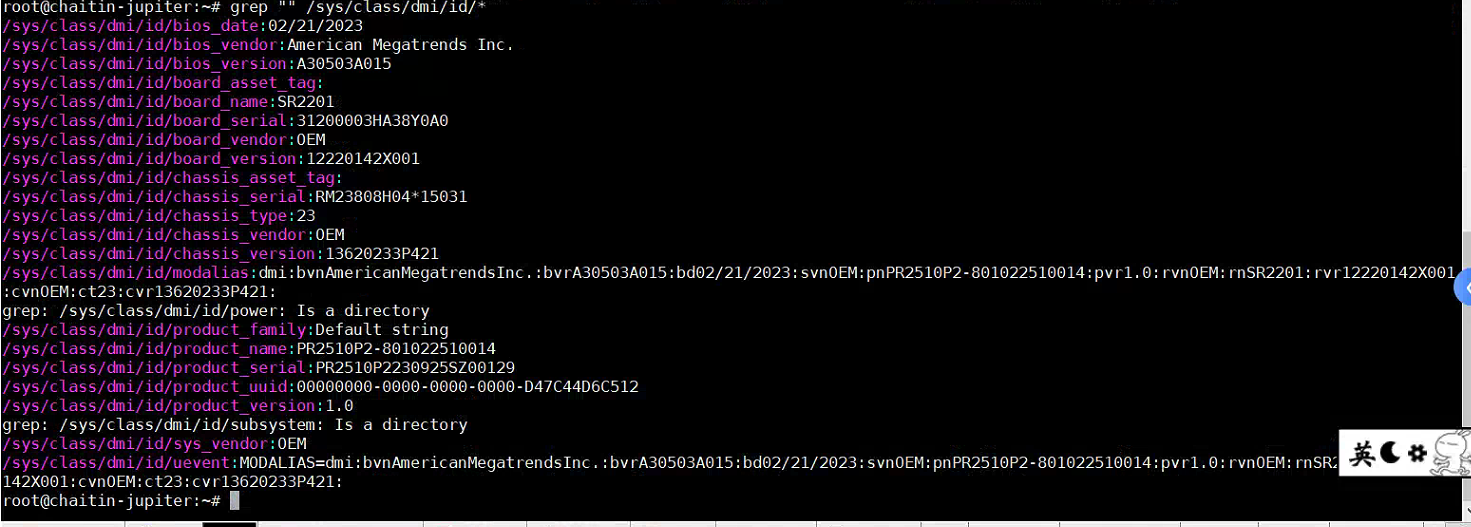 root@chaitin-jupiter:~# grep "" /sys/class/dmi/id/*
/sys/class/dmi/id/bios_date:02/21/2023
/sys/class/dmi/id/bios_vendor:American Megatrends Inc.
/sys/class/dmi/id/bios_version:A30503A015
/sys/class/dmi/id/board_asset_tag:
/sys/class/dmi/id/board_name:SR2201
/sys/class/dmi/id/board_serial:31200003HA38Y0A0
/sys/class/dmi/id/board_vendor:OEM
/sys/class/dmi/id/board_version:12220142X001
/sys/class/dmi/id/chassis_asset_tag:
/sys/class/dmi/id/chassis_serial:RM23808H04*15031
/sys/class/dmi/id/chassis_type:23
/sys/class/dmi/id/chassis_vendor:OEM
/sys/class/dmi/id/chassis_version:13620233P421
/sys/class/dmi/id/modalias:dmi:bvnAmericanMegatrendsInc.:bvrA30503A015:bd02/21/2023:svnOEM:pnPR2510P2-801022510014:pvr1.0:rvnOEM:rnSR2201:rvr12220142X001
:cvnOEM:ct23:cvr13620233P421:
grep: /sys/class/dmi/id/power: Is a directory
/sys/class/dmi/id/product_family:Default string
/sys/class/dmi/id/product_name:PR2510P2-801022510014
/sys/class/dmi/id/product_serial:PR2510P2230925SZ00129
/sys/class/dmi/id/product_uuid:00000000-0000-0000-0000-D47C44D6C512
/sys/class/dmi/id/product_version:1.0
grep: /sys/class/dmi/id/subsystem: Is a directory
/sys/class/dmi/id/sys_vendor:OEM
/sys/class/dmi/id/uevent:MODALIAS=dmi:bvnAmericanMegatrendsInc.:bvrA30503A015:bd02/21/2023:svnOEM:pnPR2510P2-801022510014:pvr1.0:rvnOEM:rnSR2
142X001:cvnOEM:ct23:cvr13620233P421:
root@chaitin-jupiter:~#
英